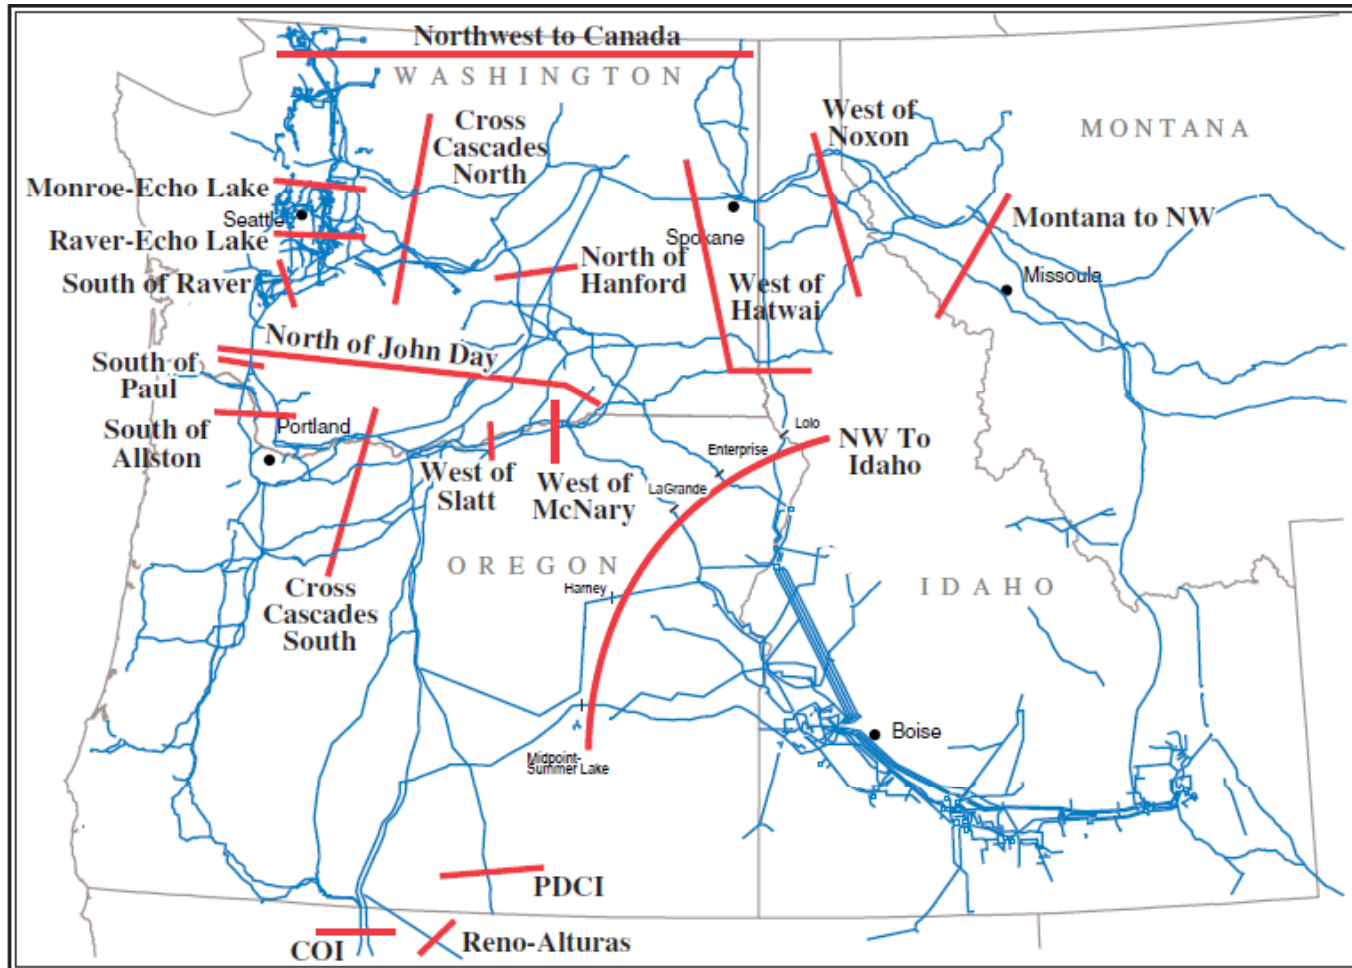 Northwest to Canada
WASHINGTON
MONTANA
Cross
Cascades
North
West of
Noxon
Monroe-Echo Lake
Seattle
Raver-Echo Lake
South of Raver
Spokane
Montana to NW
North of
Hanford
West of
Hatwai
Missoula
North of John Day
South of
Paul
South of
Allston
Portland
West of
Slatt
West of
McNary
Lolo
Enterprise
LaGrande
NW To
Idaho
OREGON
Harney
IDAHO
Cross
Cascades
South
Boise
Midpoint-
Summer Lake
PDCI
COI
Reno-Alturas